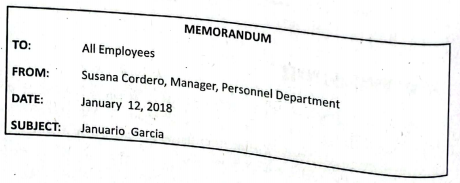 MEMORANDUM
TO: All Employees
FROM: Susana Cordero, Manager, Personnel Department
DATE: January 12, 2018
SUBJECT: Januario Garcia